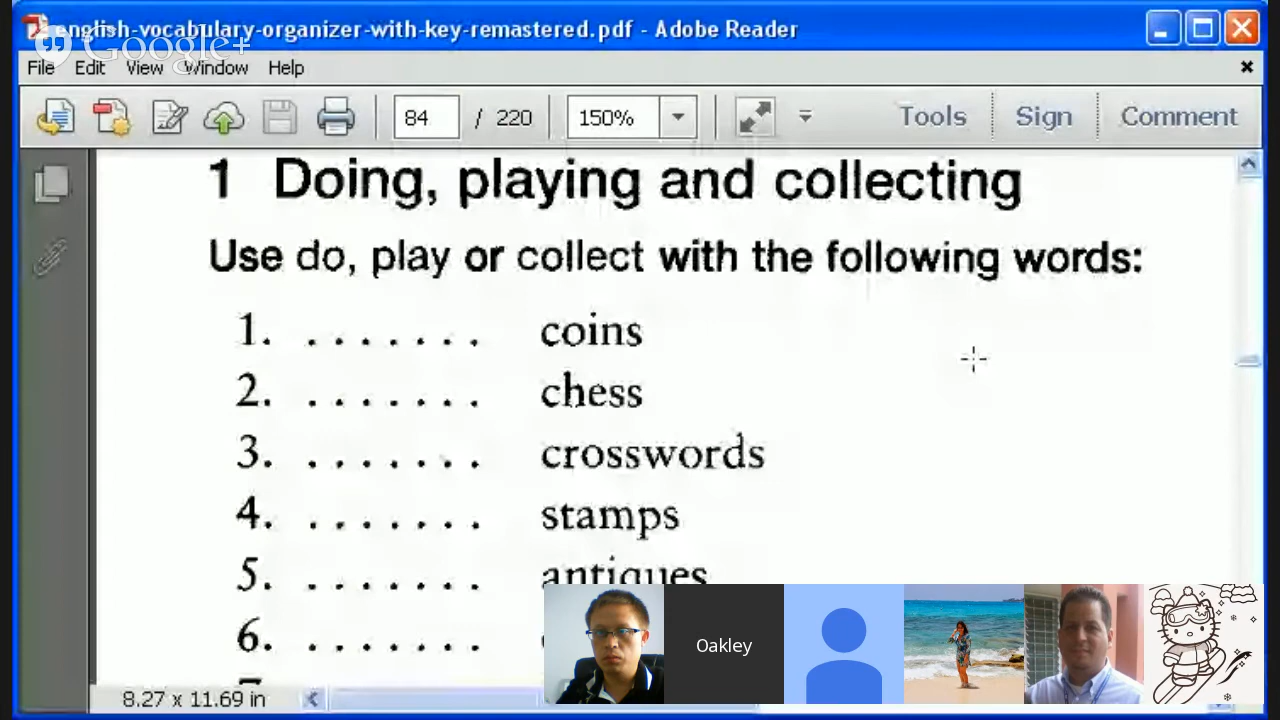 english-vocabulary-organizer-with-key-remastered.pdf - Adobe Reader
Google+
File Edit View Window Help
84 / 220 150% Tools Sign Comment
1 Doing, playing and collecting
Use do, play or collect with the following words:
1. ....... coins
2. ....... chess
3. ....... crosswords
4. ....... stamps
5. ....... antiques
6. .......
Oakley
8.27 x 11.69 in